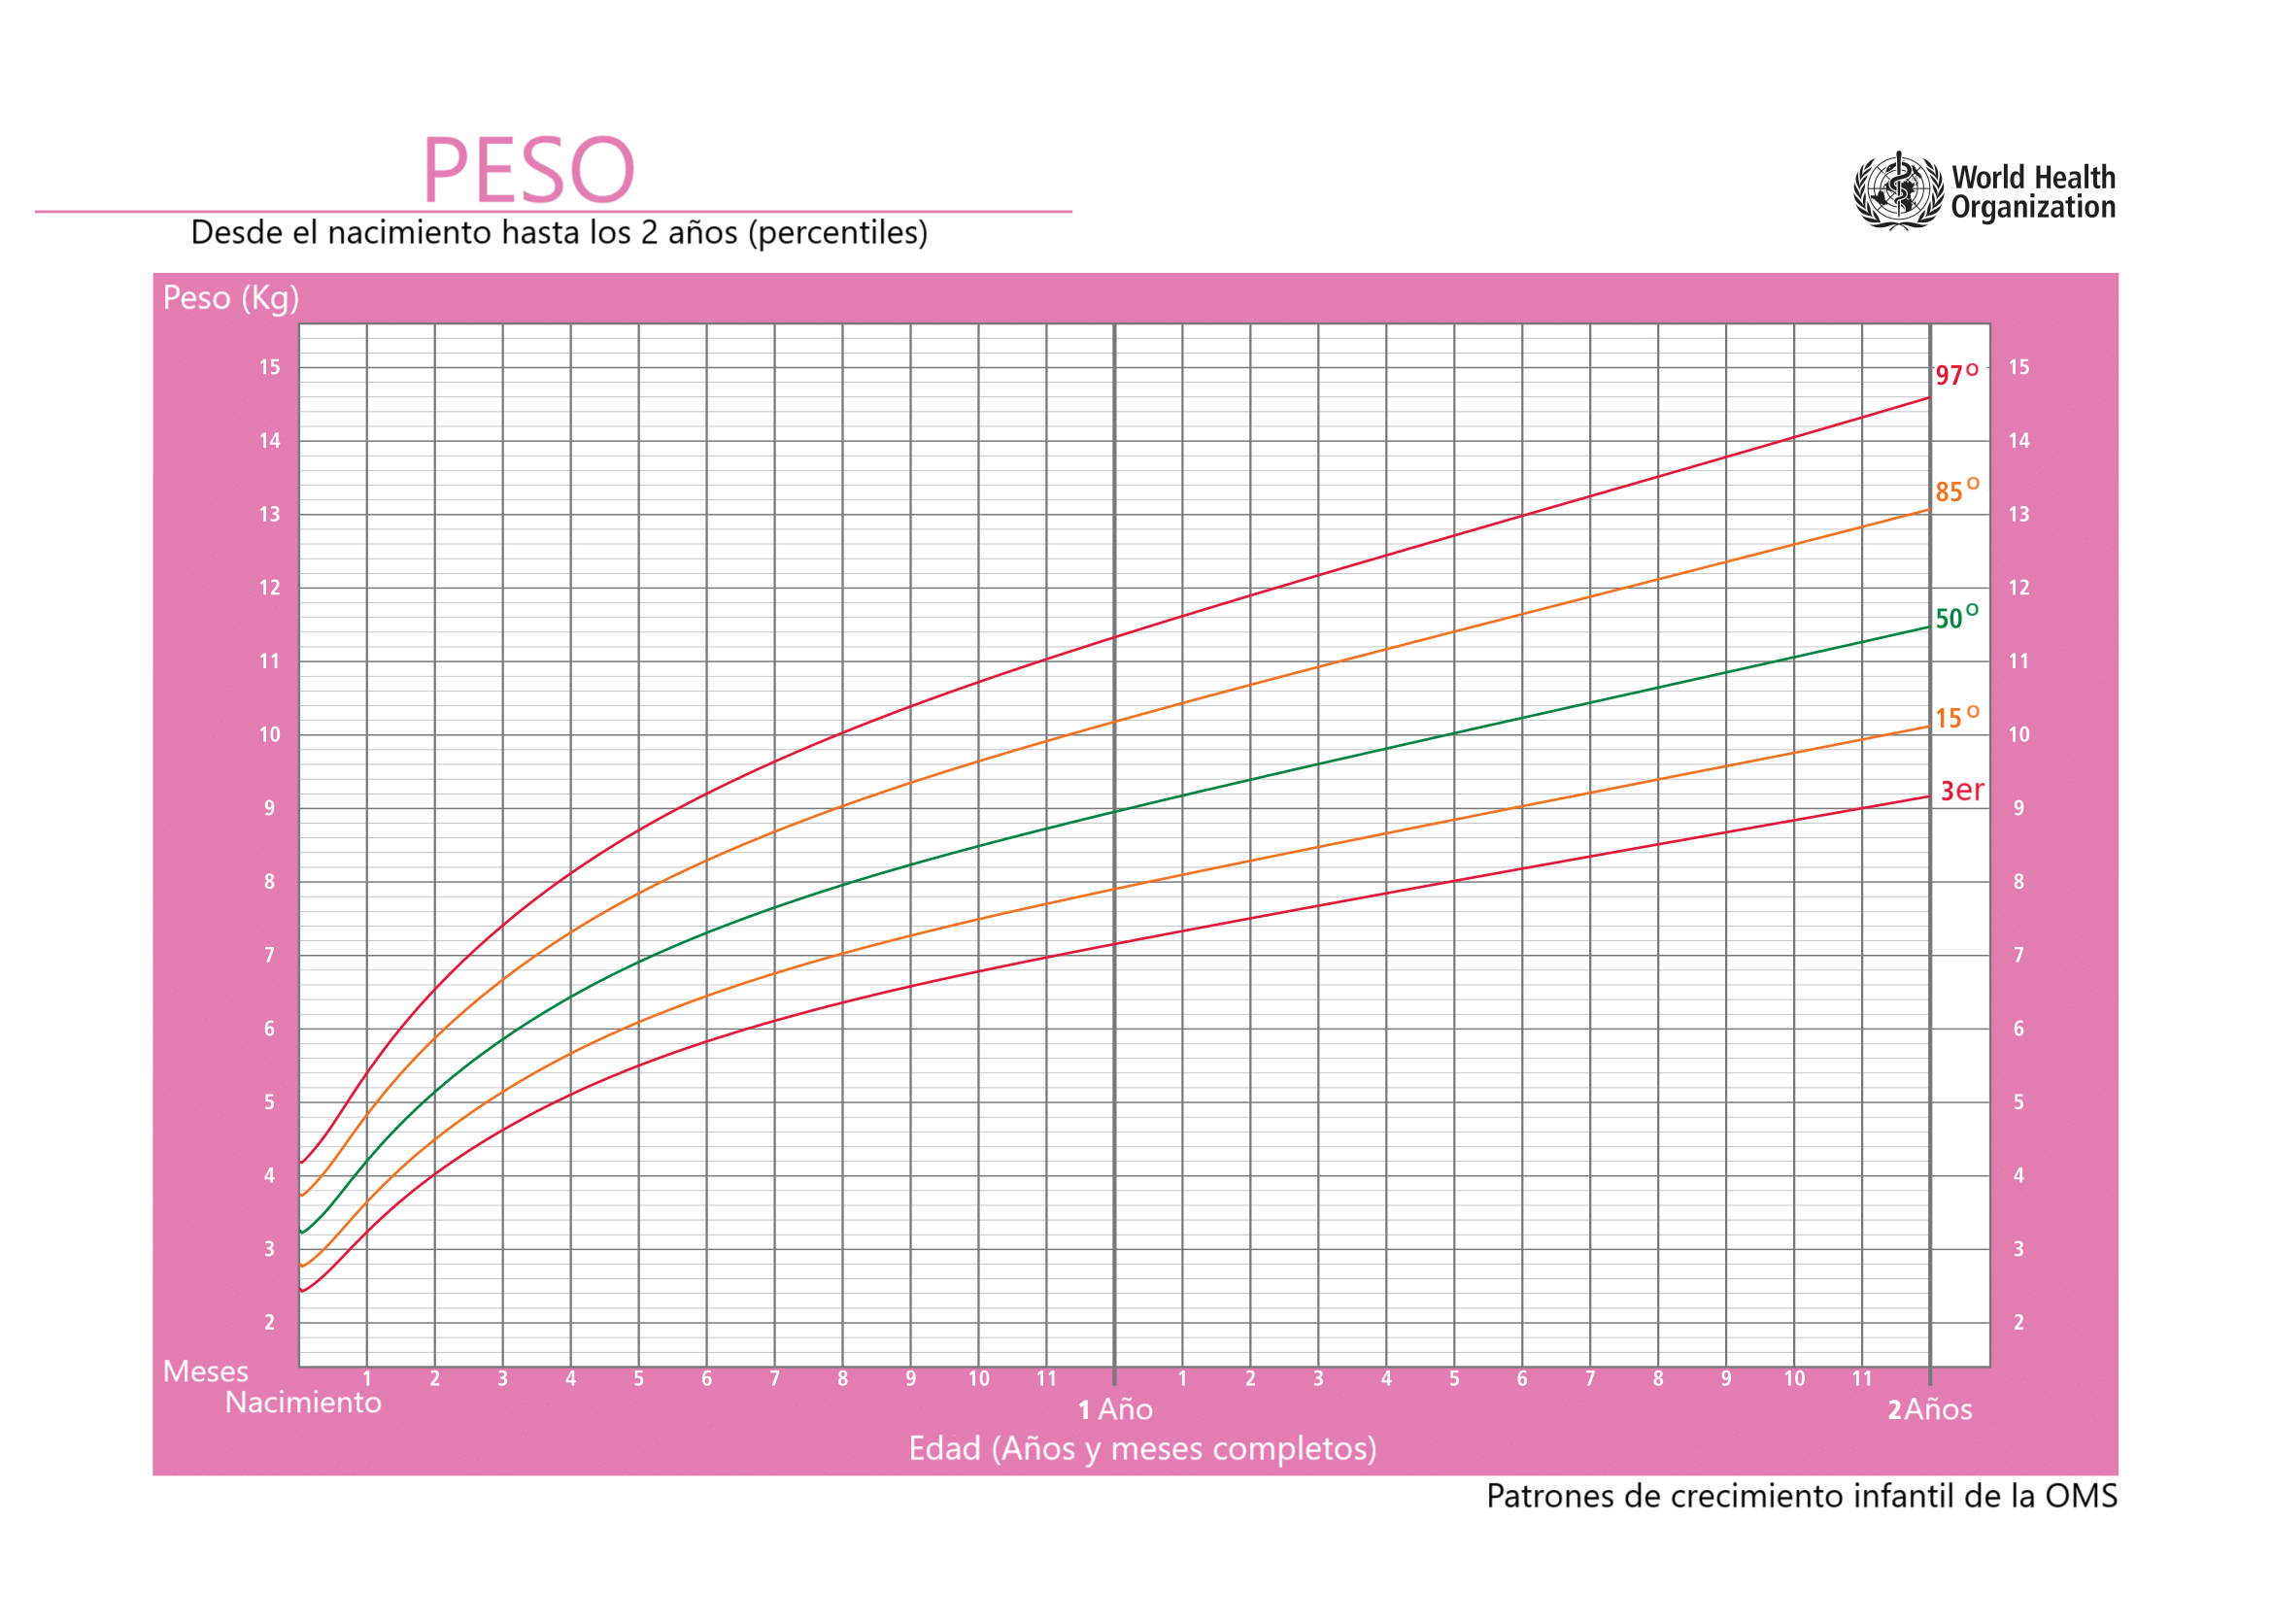 PESO
Desde el nacimiento hasta los 2 años (percentiles)
World Health
Organization
Peso (Kg)
15 97º 15
14 14
85º
13 13
12 12
50º
11 11
15º
10 10
3er
9 9
8 8
7 7
6 6
5 5
4 4
3 3
2 2
Meses 1 2 3 4 5 6 7 8 9 10 11 1 2 3 4 5 6 7 8 9 10 11
Nacimiento 1 Año 2 Años
Edad (Años y meses completos)
Patrones de crecimiento infantil de la OMS